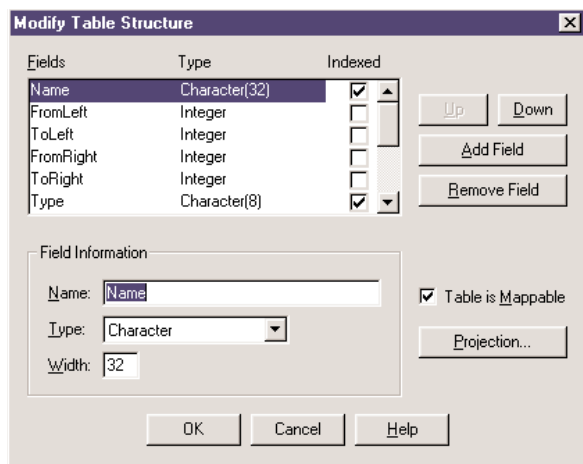 Modify Table Structure
Fields Type Indexed
Name Character(32)
FromLeft Integer
ToLeft Integer
FromRight Integer
ToRight Integer
Type Character(8)
Up Down
Add Field
Remove Field
Field Information
Name: Name
Type: Character
Width: 32
Table is Mappable
Projection...
OK Cancel Help